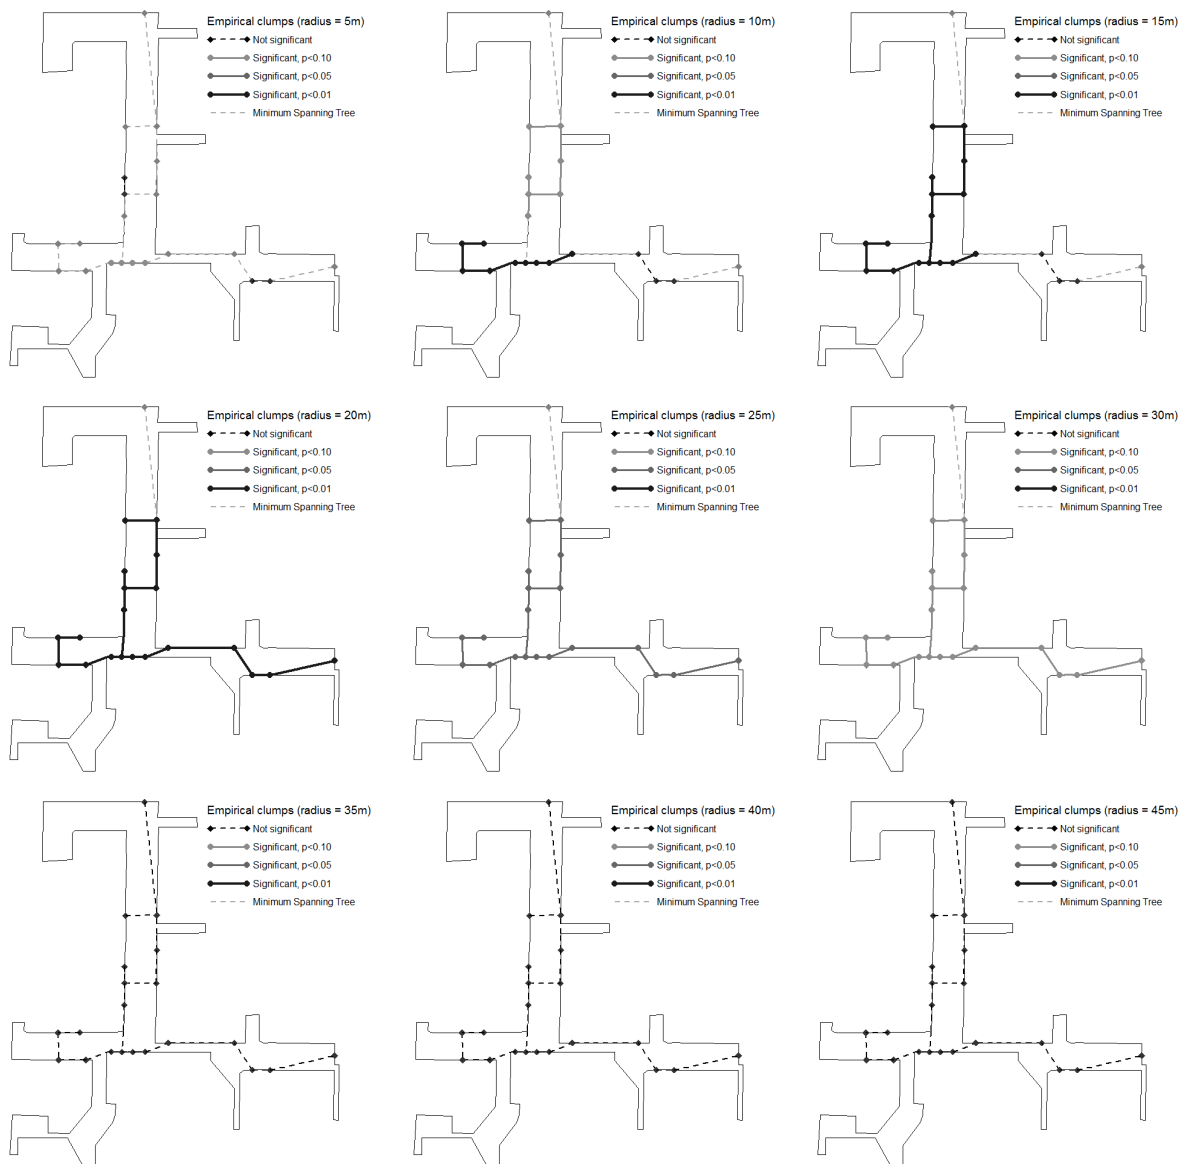 Empirical clumps (radius = 5m)
Not significant
Significant, p<0.10
Significant, p<0.05
Significant, p<0.01
Minimum Spanning Tree
Empirical clumps (radius = 10m)
Not significant
Significant, p<0.10
Significant, p<0.05
Significant, p<0.01
Minimum Spanning Tree
Empirical clumps (radius = 15m)
Not significant
Significant, p<0.10
Significant, p<0.05
Significant, p<0.01
Minimum Spanning Tree
Empirical clumps (radius = 20m)
Not significant
Significant, p<0.10
Significant, p<0.05
Significant, p<0.01
Minimum Spanning Tree
Empirical clumps (radius = 25m)
Not significant
Significant, p<0.10
Significant, p<0.05
Significant, p<0.01
Minimum Spanning Tree
Empirical clumps (radius = 30m)
Not significant
Significant, p<0.10
Significant, p<0.05
Significant, p<0.01
Minimum Spanning Tree
Empirical clumps (radius = 35m)
Not significant
Significant, p<0.10
Significant, p<0.05
Significant, p<0.01
Minimum Spanning Tree
Empirical clumps (radius = 40m)
Not significant
Significant, p<0.10
Significant, p<0.05
Significant, p<0.01
Minimum Spanning Tree
Empirical clumps (radius = 45m)
Not significant
Significant, p<0.10
Significant, p<0.05
Significant, p<0.01
Minimum Spanning Tree